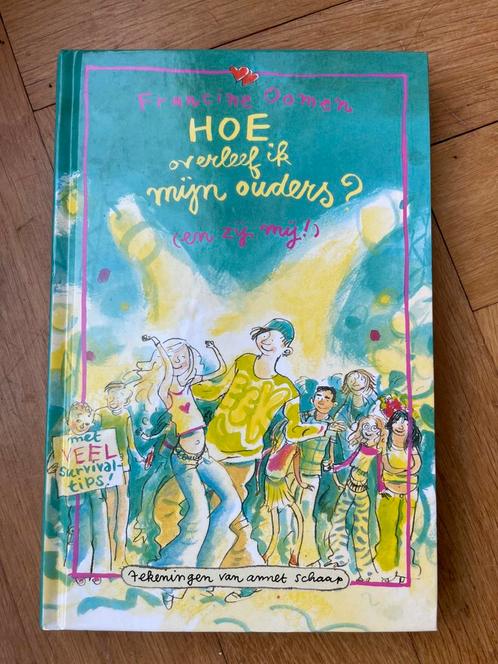 Francine Oomen
HOE
overleef ik
mijn ouders?
(en zij mij!)
met
VEEL
survival-
tips!
tekeningen van annet schaap